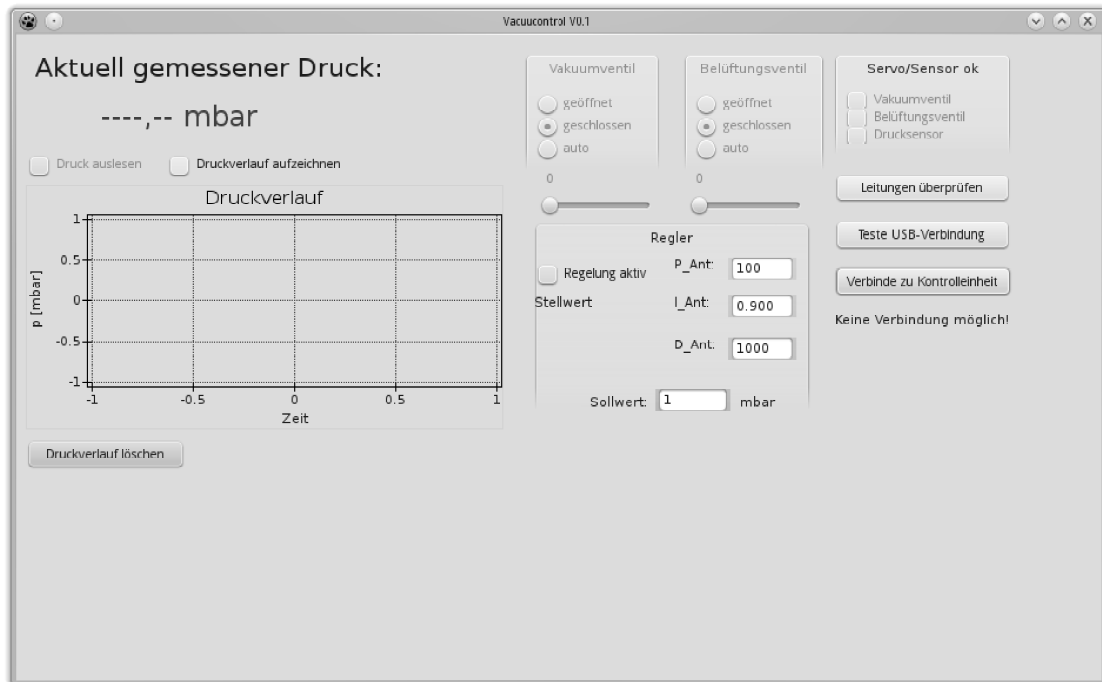 Vacuucontrol V0.1
Aktuell gemessener Druck:
----,-- mbar
Druck auslesen
Druckverlauf aufzeichnen
Druckverlauf
1
0.5
0
-0.5
-1
p [mbar]
-1
-0.5
0
0.5
1
Zeit
Druckverlauf löschen
Vakuumventil
geöffnet
geschlossen
auto
0
Belüftungsventil
geöffnet
geschlossen
auto
0
Regler
Regelung aktiv
Stellwert
P_Ant:
100
I_Ant:
0.900
D_Ant:
1000
Sollwert:
1
mbar
Servo/Sensor ok
Vakuumventil
Belüftungsventil
Drucksensor
Leitungen überprüfen
Teste USB-Verbindung
Verbinde zu Kontrolleinheit
Keine Verbindung möglich!